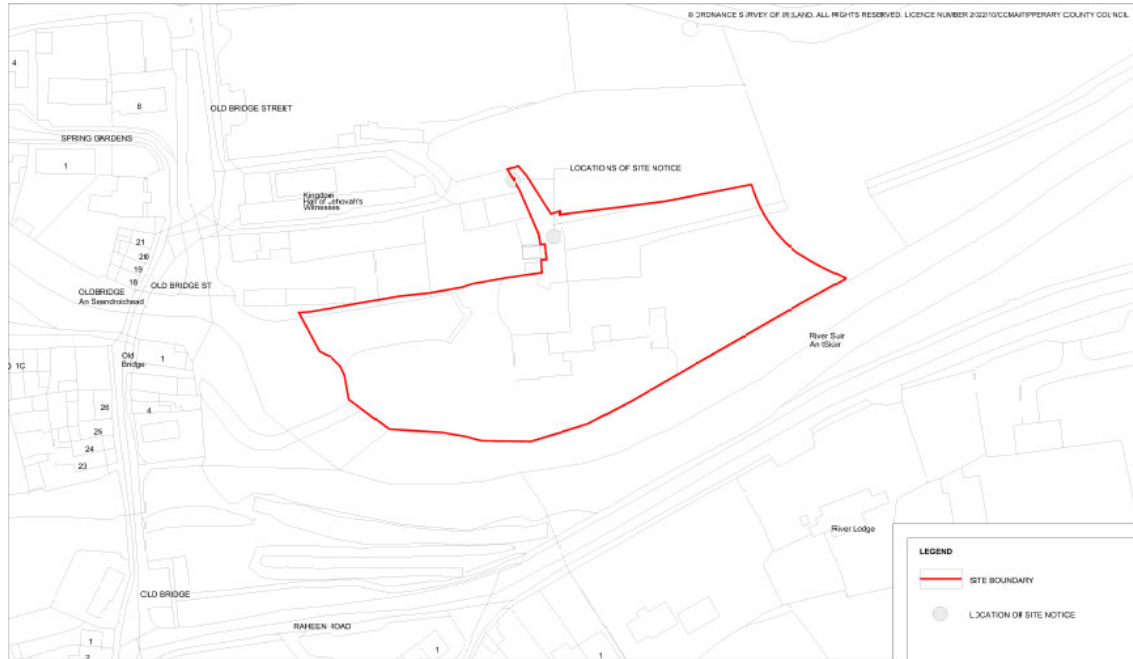 © ORDNANCE SURVEY OF IRELAND. ALL RIGHTS RESERVED. LICENCE NUMBER 2022/10/CCMA/TIPPERARY COUNTY COUNCIL
4
8
OLD BRIDGE STREET
SPRING GARDENS
1
LOCATIONS OF SITE NOTICE
Kingdom
Hall of Jehovah's
Witnesses
21
20
19
18
OLD BRIDGE ST
OLDBRIDGE
An Seandroichead
River Suir
An tSiúir
Old
Bridge
1
1C
26
4
25
24
23
River Lodge
LEGEND
SITE BOUNDARY
LOCATION OF SITE NOTICE
OLD BRIDGE
RAHEEN ROAD
1
2
1
1